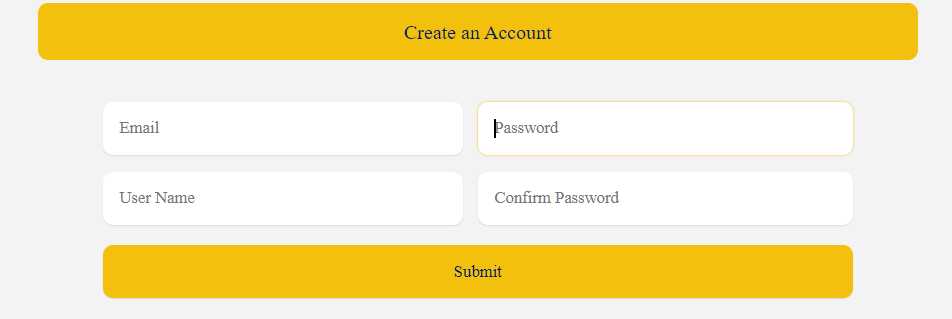 Create an Account
Email
Password
User Name
Confirm Password
Submit